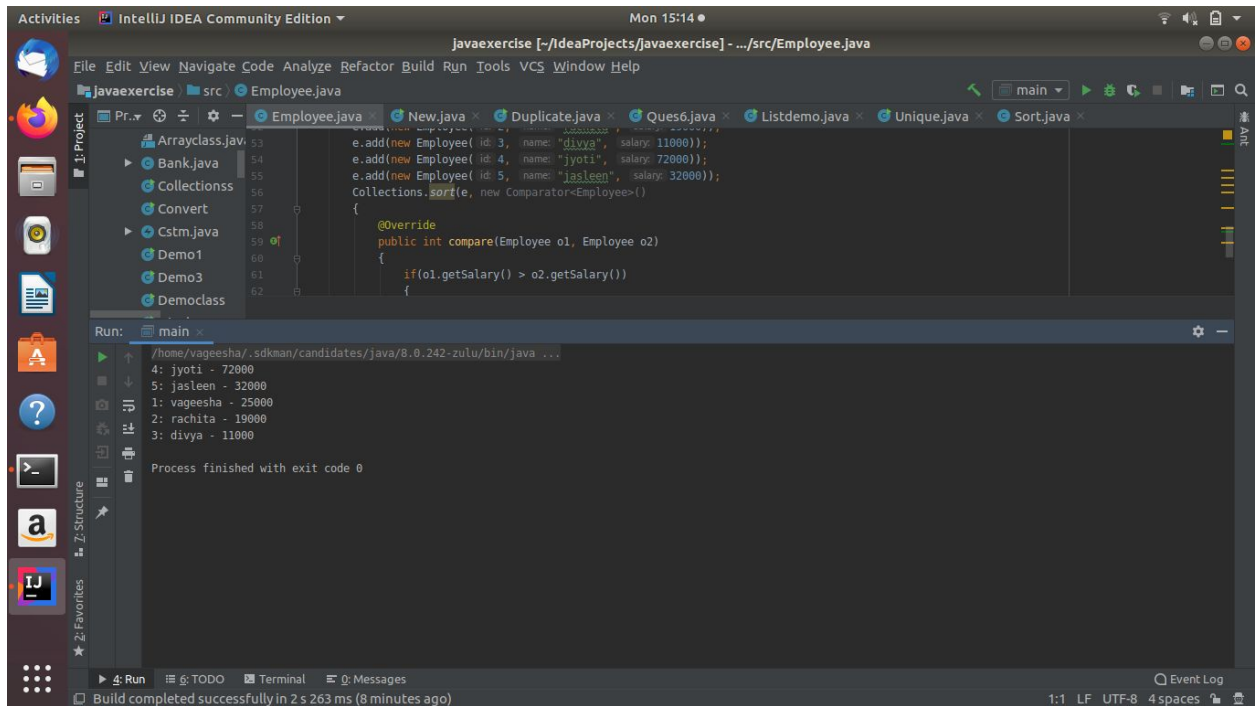 Activities IntelliJ IDEA Community Edition Mon 15:14
javaexercise [~/IdeaProjects/javaexercise] - .../src/Employee.java
File Edit View Navigate Code Analyze Refactor Build Run Tools VCS Window Help
javaexercise src Employee.java main
Pr.. Employee.java New.java Duplicate.java Ques6.java Listdemo.java Unique.java Sort.java
1: Project
Ant
Arrayclass.jav
Bank.java
Collectionss
Convert
Cstm.java
Demo1
Demo3
Democlass
53 e.add(new Employee( id: 3, name: "divya", salary: 11000));
54 e.add(new Employee( id: 4, name: "jyoti", salary: 72000));
55 e.add(new Employee( id: 5, name: "jasleen", salary: 32000));
56 Collections.sort(e, new Comparator<Employee>()
57 {
58 @Override
59 public int compare(Employee o1, Employee o2)
60 {
61 if(o1.getSalary() > o2.getSalary())
62 {
Run: main
/home/vageesha/.sdkman/candidates/java/8.0.242-zulu/bin/java ...
4: jyoti - 72000
5: jasleen - 32000
1: vageesha - 25000
2: rachita - 19000
3: divya - 11000
Process finished with exit code 0
7: Structure
2: Favorites
4: Run 6: TODO Terminal 0: Messages Event Log
Build completed successfully in 2 s 263 ms (8 minutes ago) 1:1 LF UTF-8 4 spaces